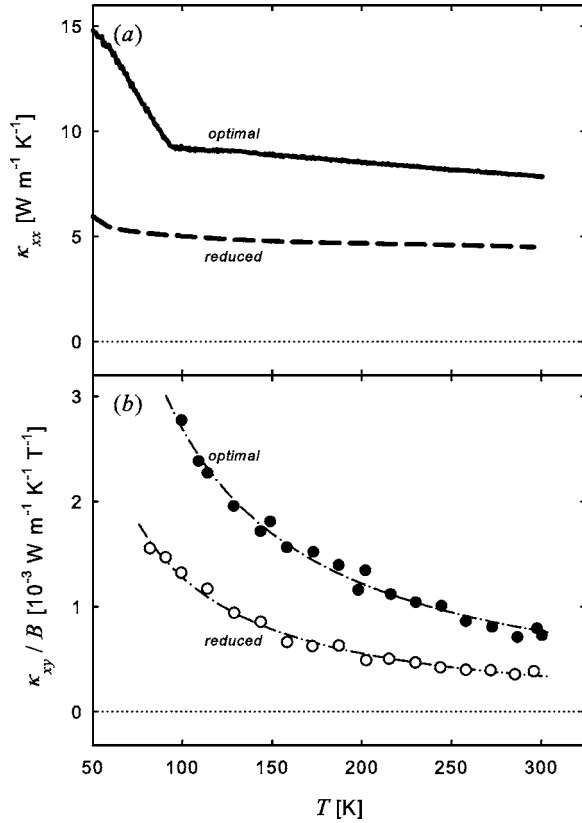 (a)
15
optimal
10
κxx [W m⁻¹ K⁻¹]
5
reduced
0
(b)
3
optimal
2
κxy / B [10⁻³ W m⁻¹ K⁻¹ T⁻¹]
1
reduced
0
50 100 150 200 250 300
T [K]